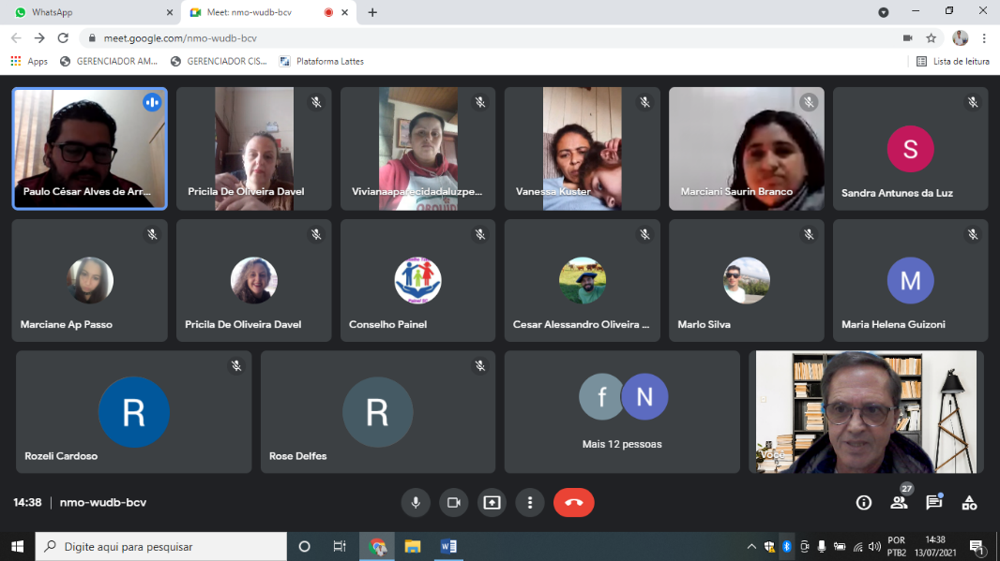 WhatsApp
Meet: nmo-wudb-bcv
meet.google.com/nmo-wudb-bcv
Apps
GERENCIADOR AM...
GERENCIADOR CIS...
Plataforma Lattes
Lista de leitura
Paulo César Alves de Arr...
Pricila De Oliveira Davel
Vivianaaparecidadaluzpe...
Vanessa Kuster
Marciani Saurin Branco
S
Sandra Antunes da Luz
Marciane Ap Passo
Pricila De Oliveira Davel
Conselho Painel
Cesar Alessandro Oliveira ...
Marlo Silva
M
Maria Helena Guizoni
R
Rozeli Cardoso
R
Rose Delfes
f
N
Mais 12 pessoas
Você
14:38
nmo-wudb-bcv
27
Digite aqui para pesquisar
POR
PTB2
14:38
13/07/2021
1